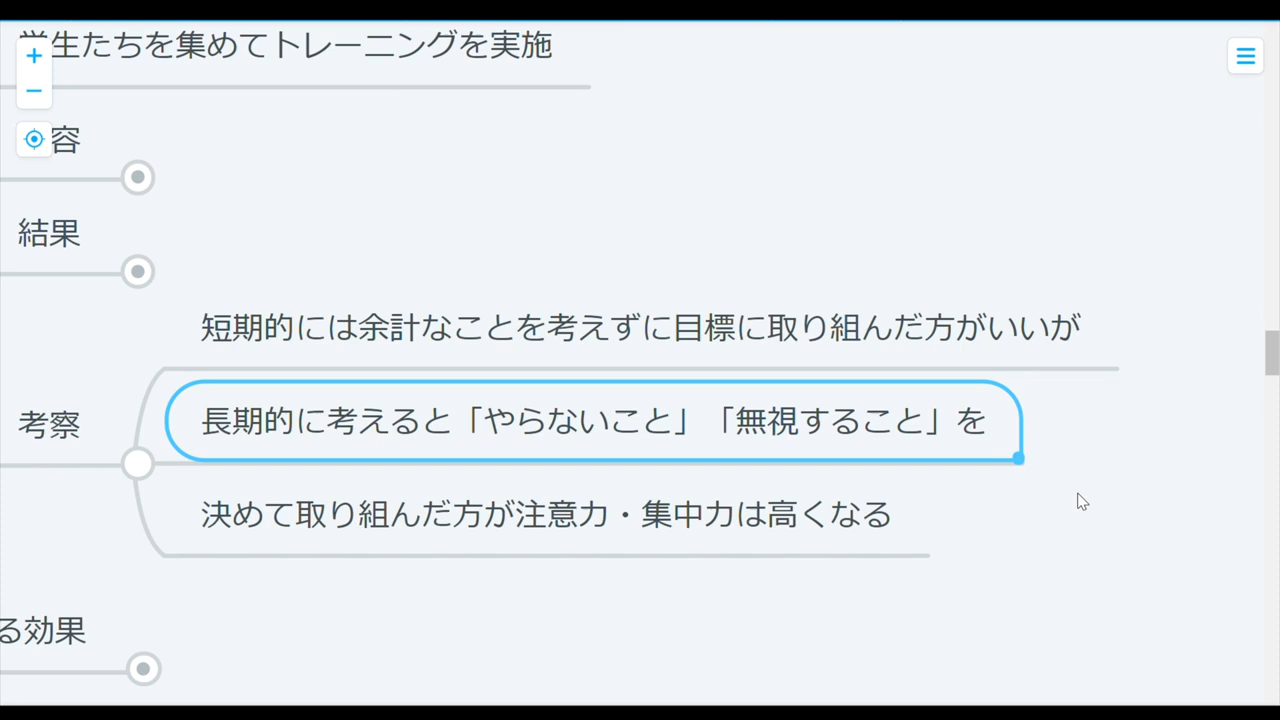 学生たちを集めてトレーニングを実施
容
結果
短期的には余計なことを考えずに目標に取り組んだ方がいいが
考察
長期的に考えると「やらないこと」「無視すること」を
決めて取り組んだ方が注意力・集中力は高くなる
る効果